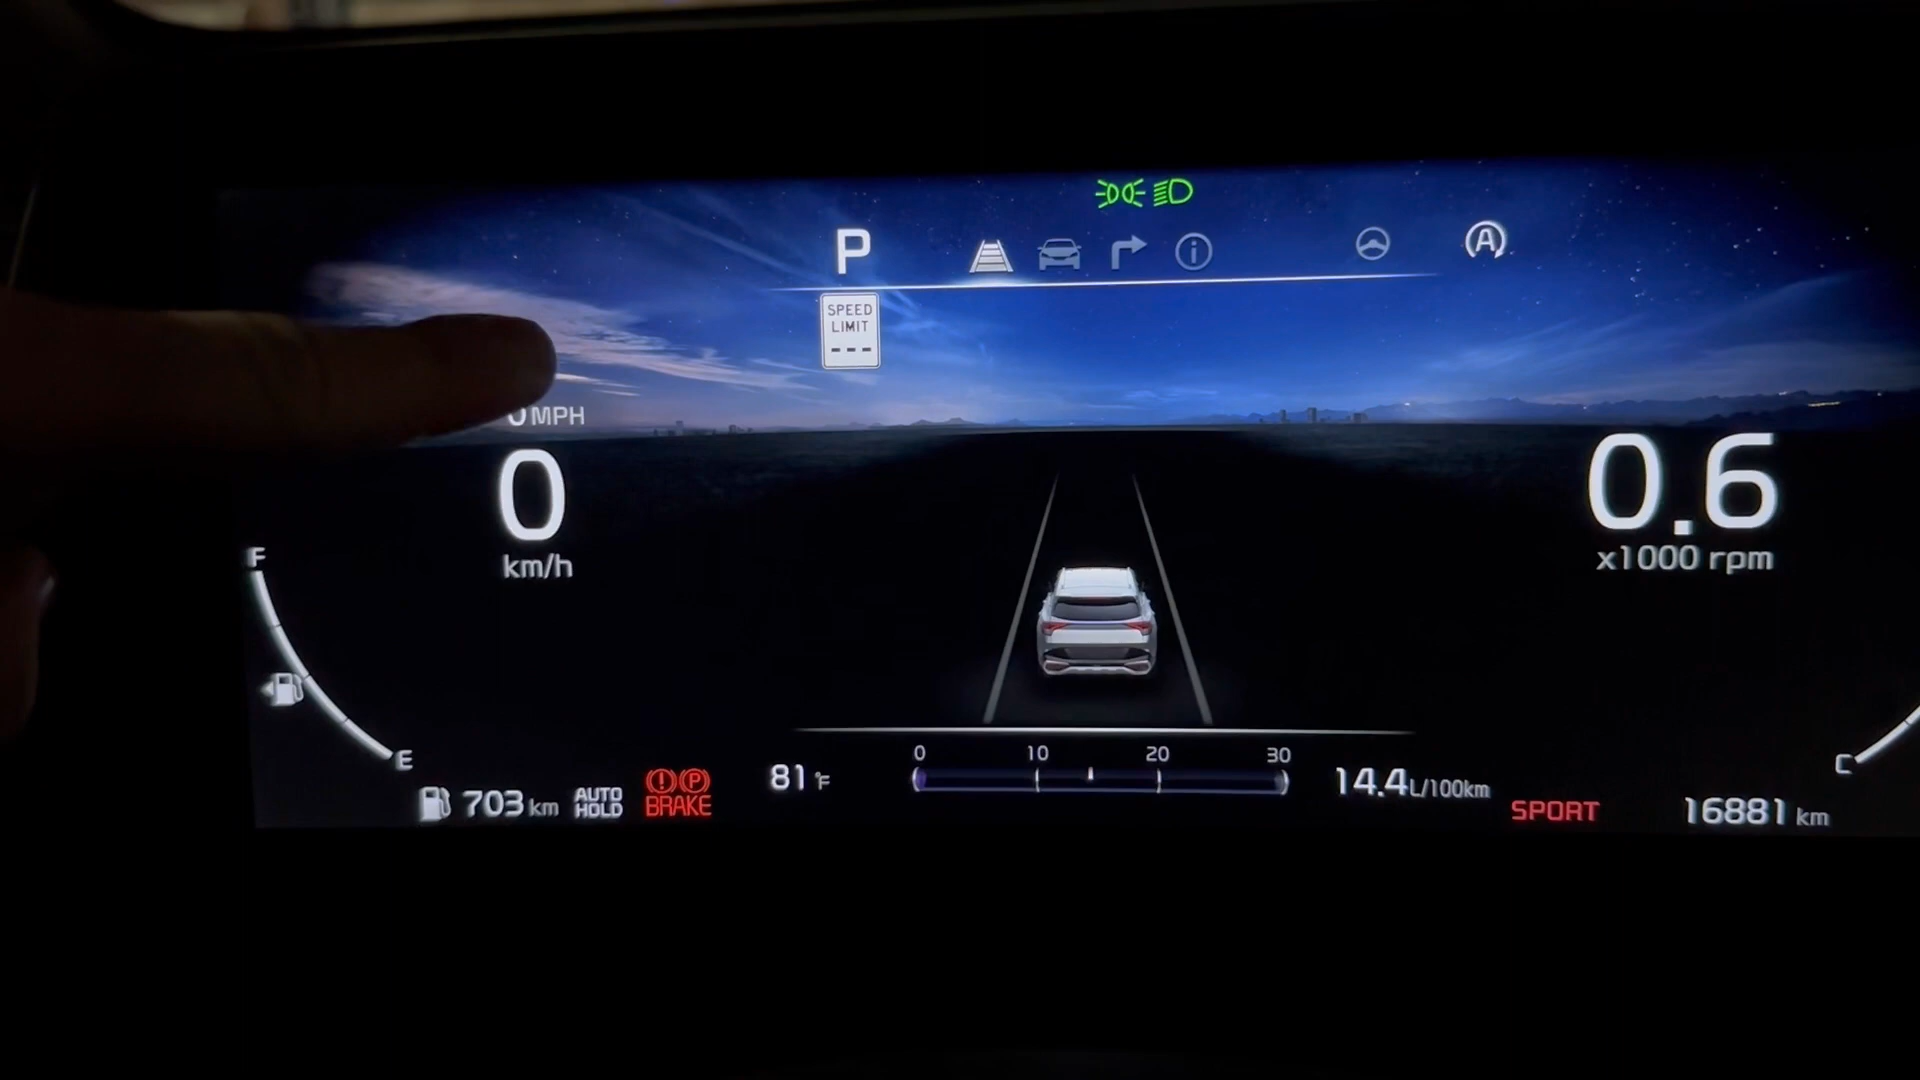 P
A
SPEED
LIMIT
---
0 MPH
0
km/h
0.6
x1000 rpm
F
E
C
0 10 20 30
81 °F
14.4 L/100km
703 km
AUTO
HOLD
(!) (P)
BRAKE
SPORT
16881 km